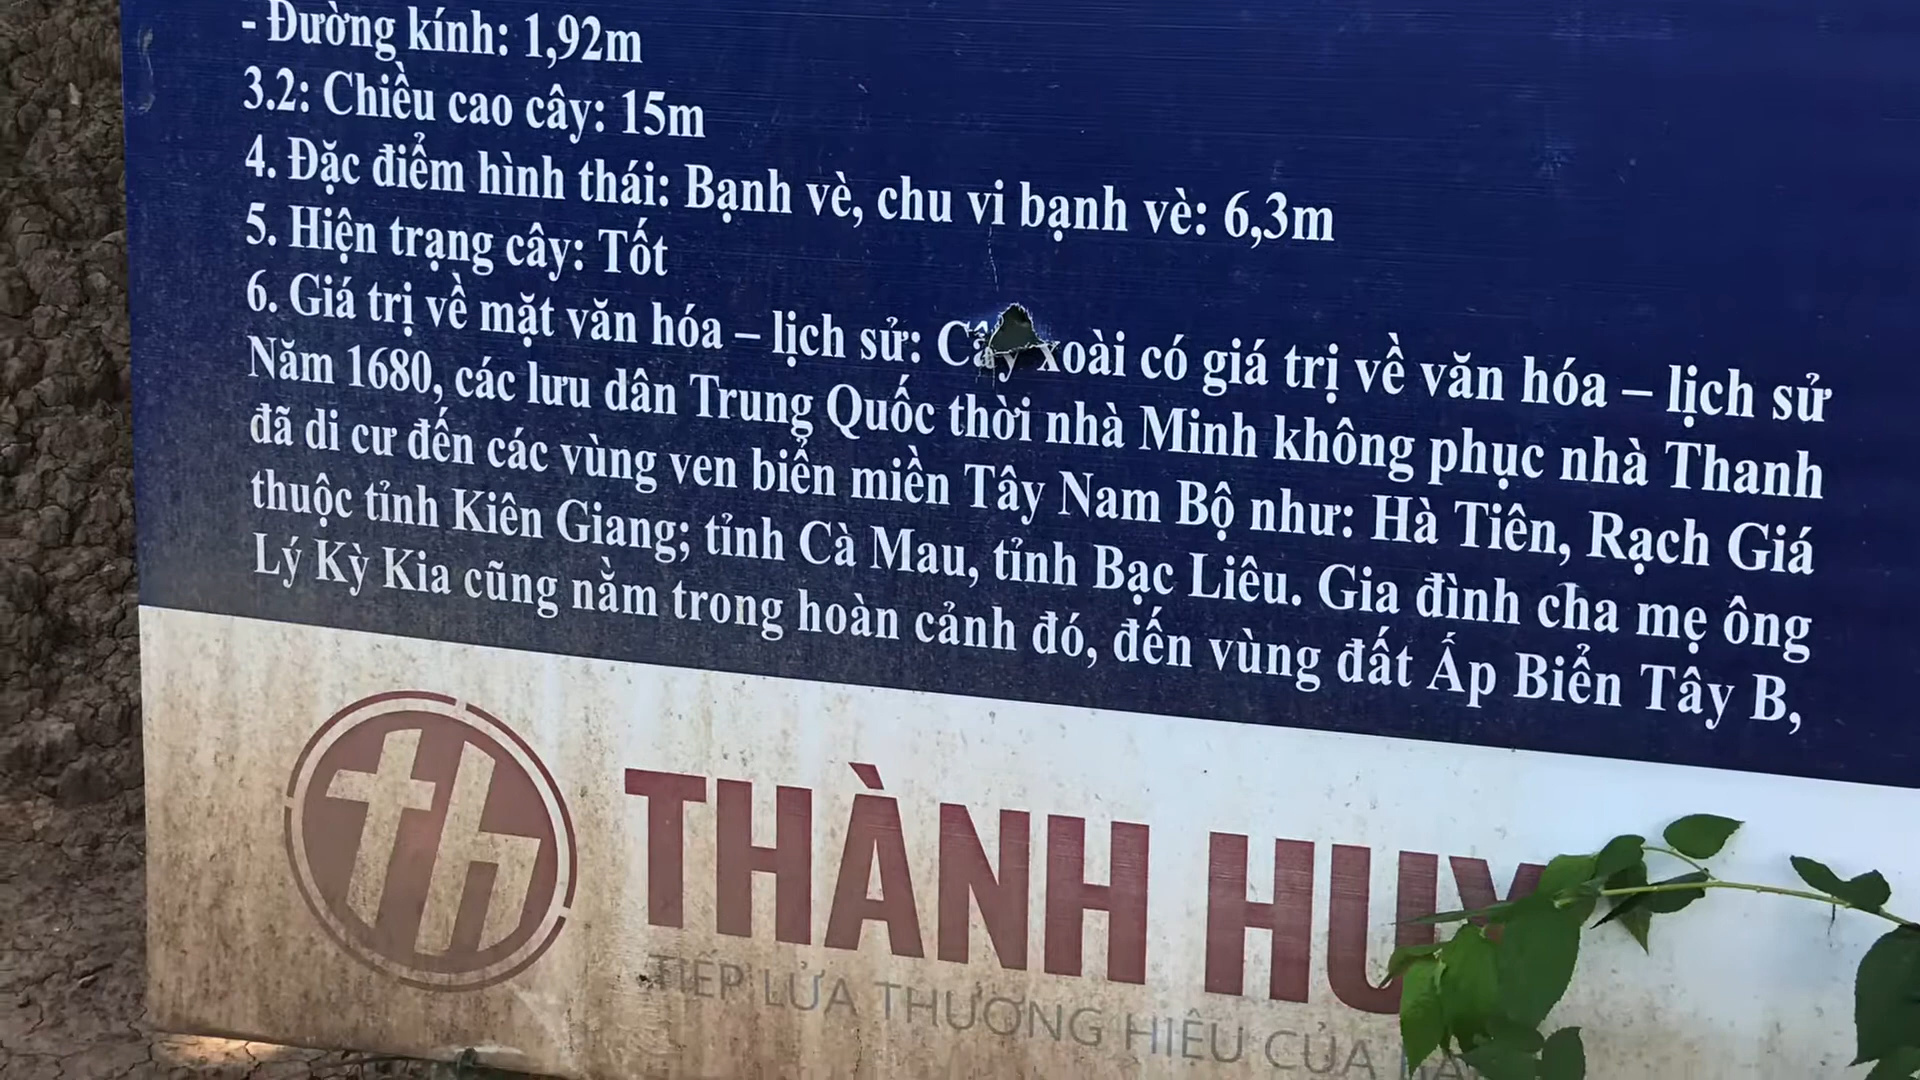 - Đường kính: 1,92m
3.2: Chiều cao cây: 15m
4. Đặc điểm hình thái: Bạnh vè, chu vi bạnh vè: 6,3m
5. Hiện trạng cây: Tốt
6. Giá trị về mặt văn hóa – lịch sử: Cây xoài có giá trị về văn hóa – lịch sử
Năm 1680, các lưu dân Trung Quốc thời nhà Minh không phục nhà Thanh
đã di cư đến các vùng ven biển miền Tây Nam Bộ như: Hà Tiên, Rạch Giá
thuộc tỉnh Kiên Giang; tỉnh Cà Mau, tỉnh Bạc Liêu. Gia đình cha mẹ ông
Lý Kỳ Kia cũng nằm trong hoàn cảnh đó, đến vùng đất Ấp Biển Tây B,
th
THÀNH HUY
TIẾP LỬA THƯƠNG HIỆU CỦA